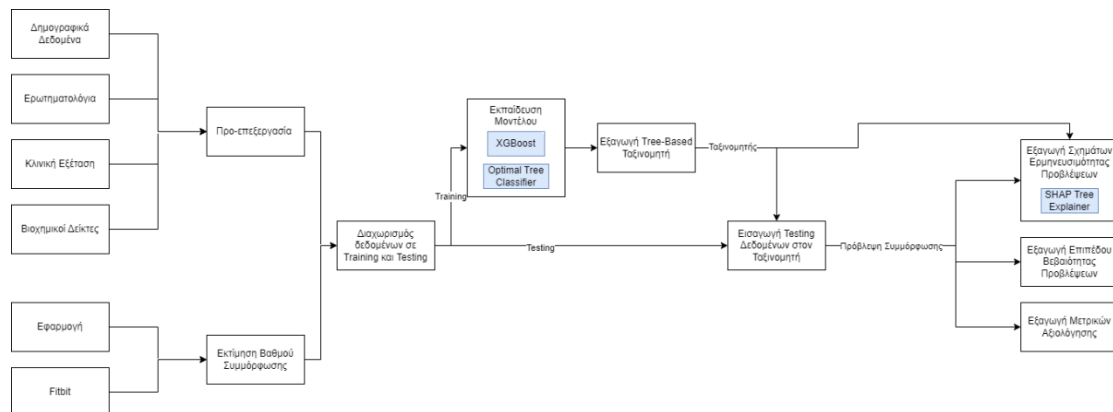 Δημογραφικά
Δεδομένα
Ερωτηματολόγια
Κλινική Εξέταση
Βιοχημικοί Δείκτες
Εφαρμογή
Fitbit
Προ-επεξεργασία
Εκτίμηση Βαθμού
Συμμόρφωσης
Διαχωρισμός
δεδομένων σε
Training και Testing
Training
Testing
Εκπαίδευση
Μοντέλου
XGBoost
Optimal Tree
Classifier
Εξαγωγή Tree-Based
Ταξινομητή
Ταξινομητής
Εισαγωγή Testing
Δεδομένων στον
Ταξινομητή
Πρόβλεψη Συμμόρφωσης
Εξαγωγή Σχημάτων
Ερμηνευσιμότητας
Προβλέψεων
SHAP Tree
Explainer
Εξαγωγή Επιπέδου
Βεβαιότητας
Προβλέψεων
Εξαγωγή Μετρικών
Αξιολόγησης